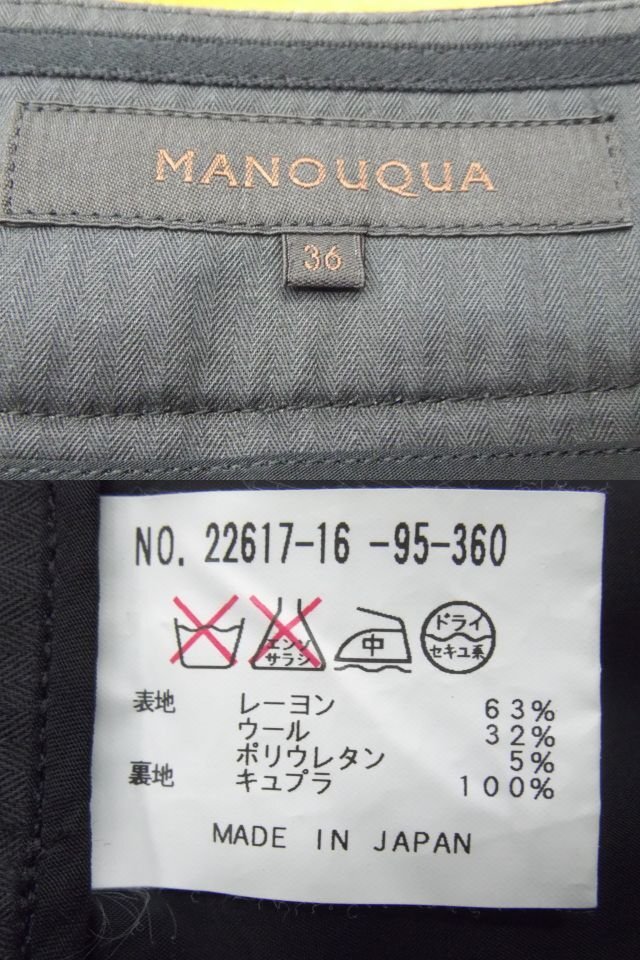 MANOUQUA
36
NO. 22617-16 -95-360
エンソ
サラシ
中
ドライ
セキユ系
表地 レーヨン 63%
ウール 32%
ポリウレタン 5%
裏地 キュプラ 100%
MADE IN JAPAN